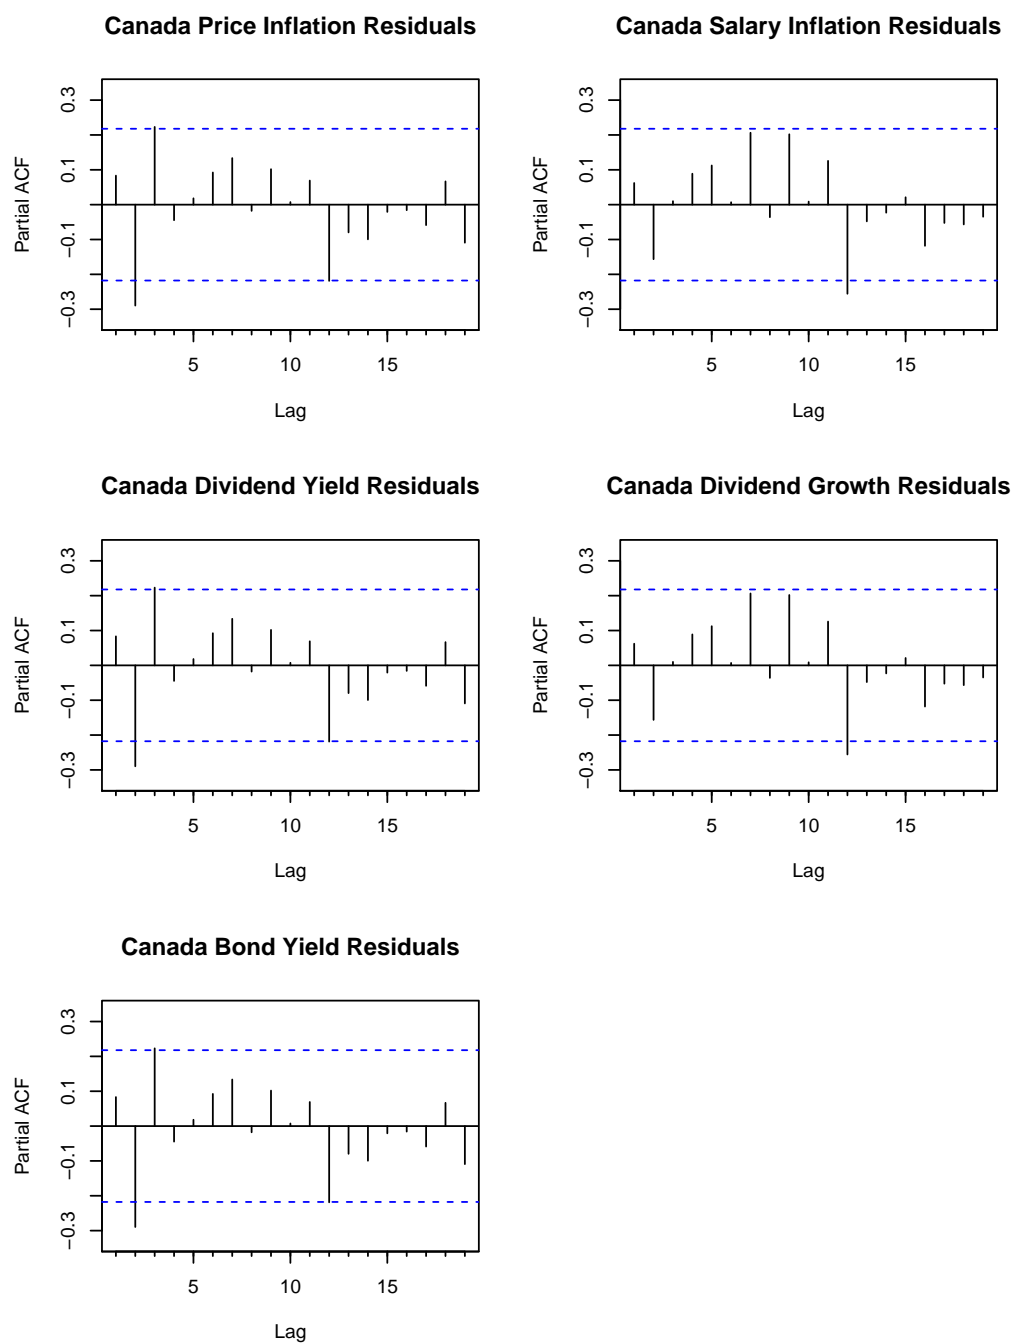 Canada Price Inflation Residuals
Partial ACF
0.3
0.1
−0.1
−0.3
5 10 15
Lag
Canada Salary Inflation Residuals
Partial ACF
0.3
0.1
−0.1
−0.3
5 10 15
Lag
Canada Dividend Yield Residuals
Partial ACF
0.3
0.1
−0.1
−0.3
5 10 15
Lag
Canada Dividend Growth Residuals
Partial ACF
0.3
0.1
−0.1
−0.3
5 10 15
Lag
Canada Bond Yield Residuals
Partial ACF
0.3
0.1
−0.1
−0.3
5 10 15
Lag